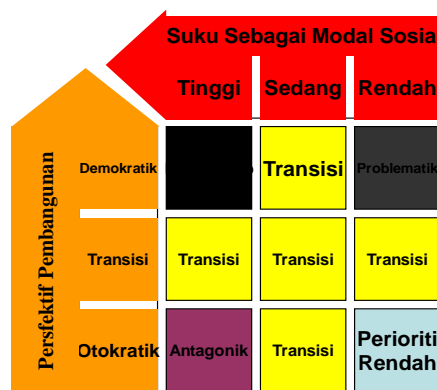 Suku Sebagai Modal Sosia
Tinggi Sedang Rendah
Persfektif Pembangunan
Demokratik Transisi Problematik
Transisi Transisi Transisi Transisi
Otokratik Antagonik Transisi Perioriti
Rendah